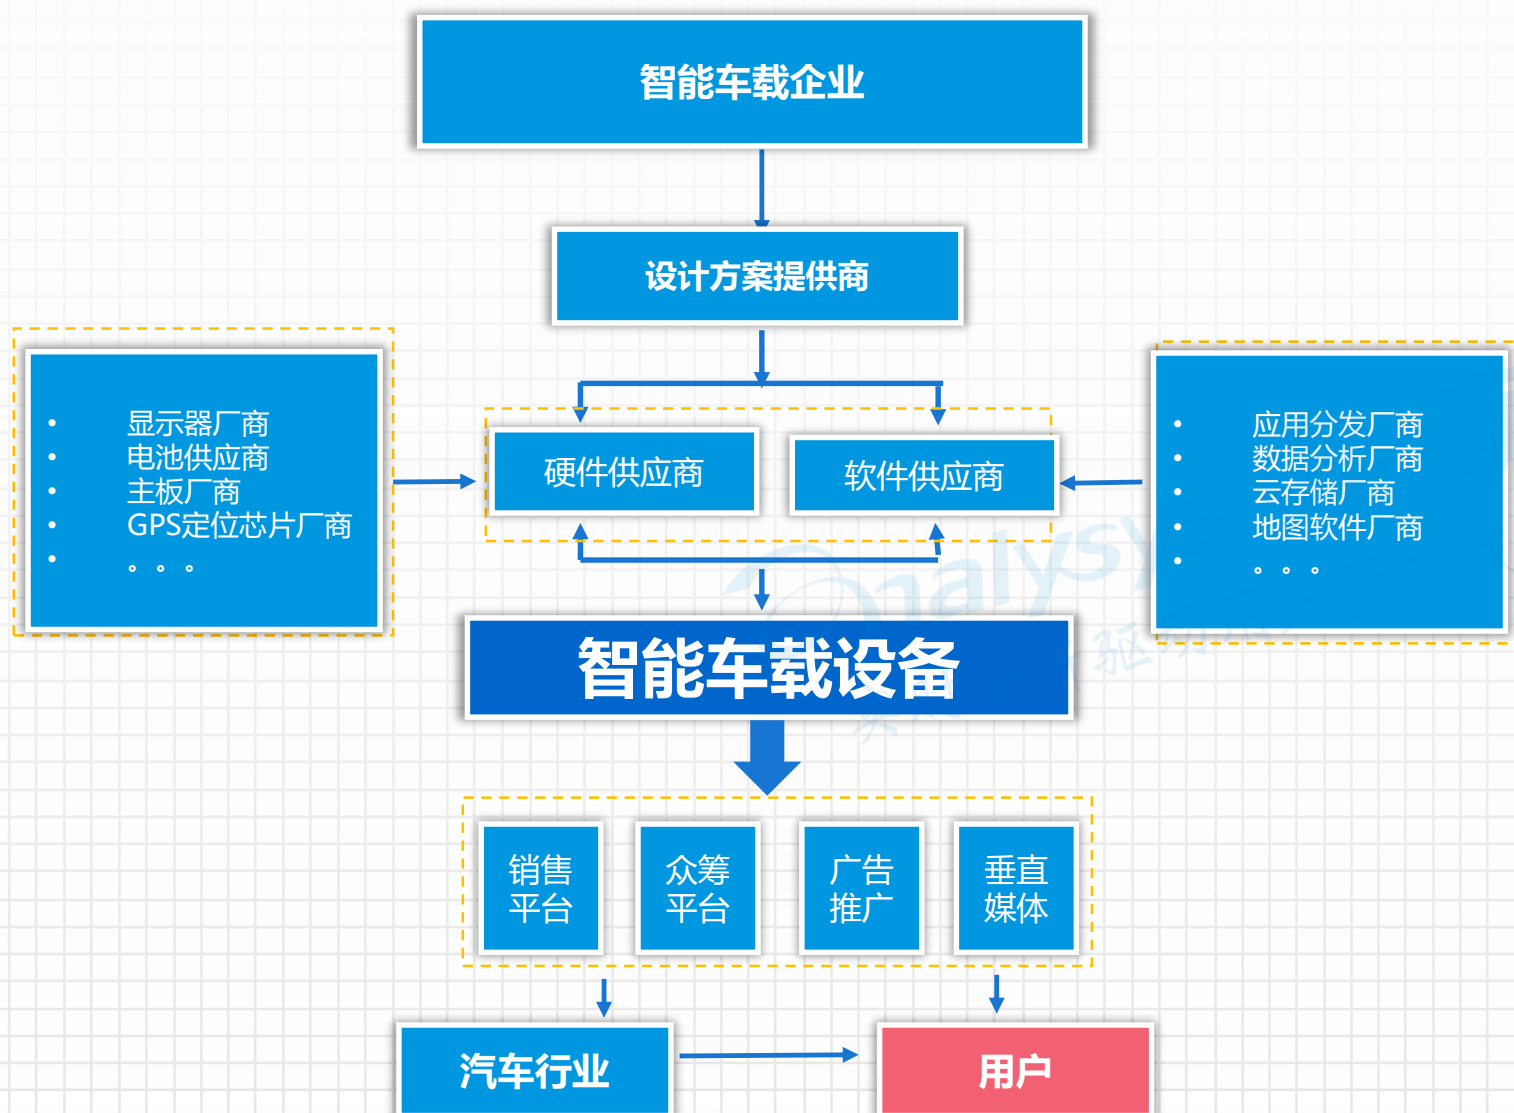 智能车载企业
设计方案提供商
• 显示器厂商
• 电池供应商
• 主板厂商
• GPS定位芯片厂商
• 。。。
硬件供应商
软件供应商
• 应用分发厂商
• 数据分析厂商
• 云存储厂商
• 地图软件厂商
• 。。。
智能车载设备
销售
平台
众筹
平台
广告
推广
垂直
媒体
汽车行业
用户